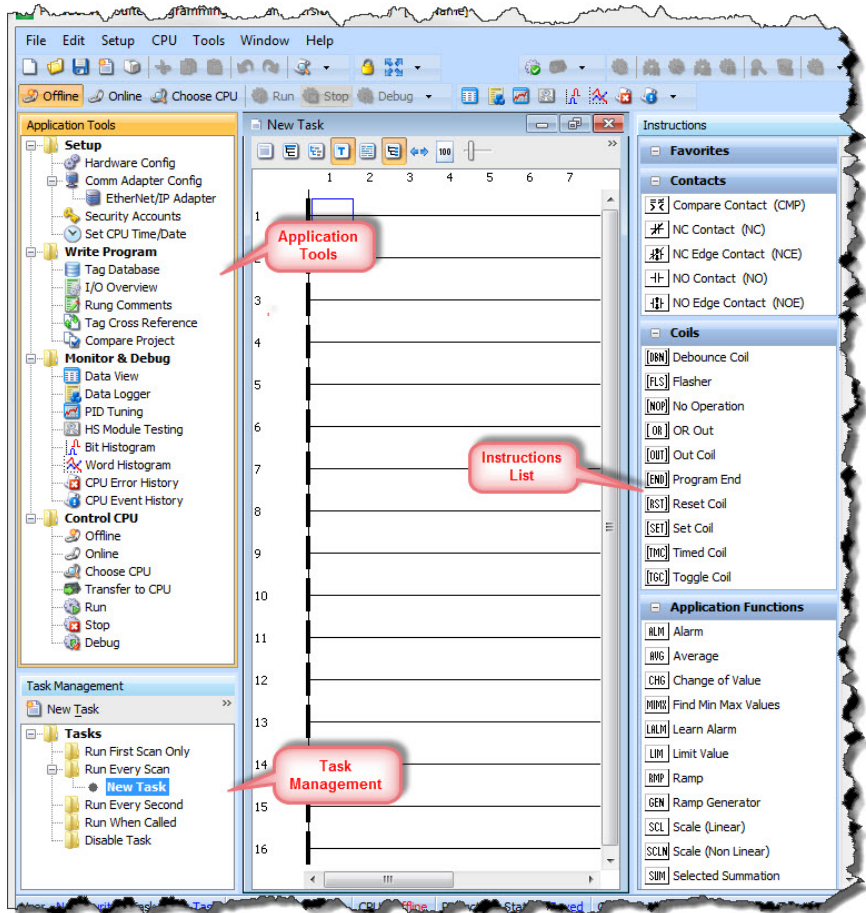 File Edit Setup CPU Tools Window Help
Offline Online Choose CPU Run Stop Debug
Application Tools
Setup
Hardware Config
Comm Adapter Config
EtherNet/IP Adapter
Security Accounts
Set CPU Time/Date
Write Program
Tag Database
I/O Overview
Rung Comments
Tag Cross Reference
Compare Project
Monitor & Debug
Data View
Data Logger
PID Tuning
HS Module Testing
Bit Histogram
Word Histogram
CPU Error History
CPU Event History
Control CPU
Offline
Online
Choose CPU
Transfer to CPU
Run
Stop
Debug
Task Management
New Task
Tasks
Run First Scan Only
Run Every Scan
New Task
Run Every Second
Run When Called
Disable Task
New Task
T 100
1 2 3 4 5 6 7
1
3
4
5
6
7
8
9
10
11
12
13
14
15
16
Application
Tools
Instructions
List
Task
Management
Instructions
Favorites
Contacts
Compare Contact (CMP)
NC Contact (NC)
NC Edge Contact (NCE)
NO Contact (NO)
NO Edge Contact (NOE)
Coils
[DBN] Debounce Coil
[FLS] Flasher
[NOP] No Operation
[OR] OR Out
[OUT] Out Coil
[END] Program End
[RST] Reset Coil
[SET] Set Coil
[TMC] Timed Coil
[TGC] Toggle Coil
Application Functions
ALM Alarm
AVG Average
CHG Change of Value
MIMX Find Min Max Values
LALM Learn Alarm
LIM Limit Value
RMP Ramp
GEN Ramp Generator
SCL Scale (Linear)
SCLN Scale (Non Linear)
SUM Selected Summation